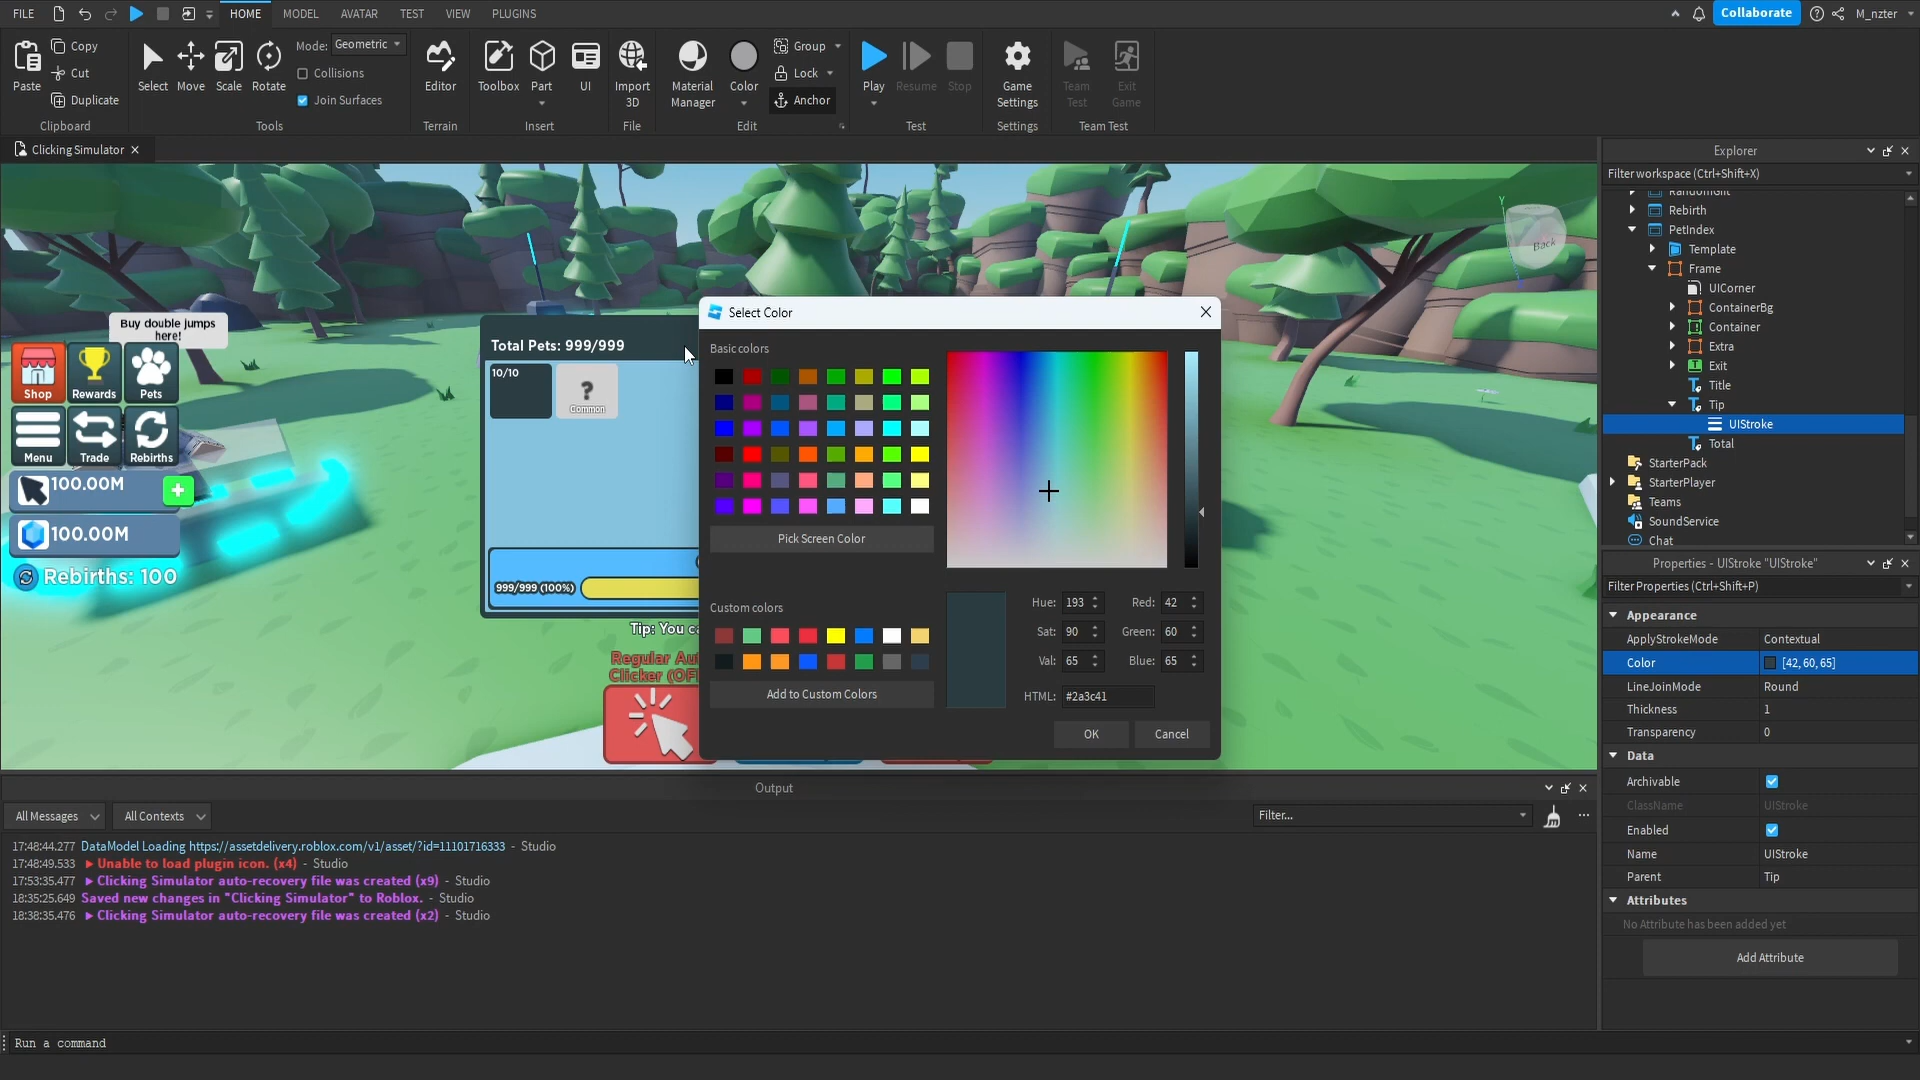 FILE
HOME
MODEL
AVATAR
TEST
VIEW
PLUGINS
Collaborate
M_nzter
Paste
Copy
Cut
Duplicate
Clipboard
Select
Move
Scale
Rotate
Mode:
Geometric
Collisions
Join Surfaces
Tools
Editor
Terrain
Toolbox
Part
UI
Insert
Import
3D
File
Material
Manager
Color
Group
Lock
Anchor
Edit
Play
Resume
Stop
Test
Game
Settings
Settings
Team
Test
Exit
Game
Team Test
Clicking Simulator
Buy double jumps
here!
Shop
Rewards
Pets
Menu
Trade
Rebirths
100.00M
+
100.00M
Rebirths: 100
Total Pets: 999/999
10/10
?
Common
999/999 (100%)
Tip: You ca
Regular Au
Clicker (OF
Back
Y
Select Color
Basic colors
Pick Screen Color
Custom colors
Add to Custom Colors
Hue: 193
Red: 42
Sat: 90
Green: 60
Val: 65
Blue: 65
HTML: #2a3c41
OK
Cancel
Explorer
Filter workspace (Ctrl+Shift+X)
RandomGift
Rebirth
PetIndex
Template
Frame
UICorner
ContainerBg
Container
Extra
Exit
Title
Tip
UIStroke
Total
StarterPack
StarterPlayer
Teams
SoundService
Chat
Properties - UIStroke "UIStroke"
Filter Properties (Ctrl+Shift+P)
Appearance
ApplyStrokeMode Contextual
Color [42, 60, 65]
LineJoinMode Round
Thickness 1
Transparency 0
Data
Archivable
ClassName UIStroke
Enabled
Name UIStroke
Parent Tip
Attributes
No Attribute has been added yet
Add Attribute
Output
All Messages
All Contexts
Filter...
17:48:44.277 DataModel Loading https://assetdelivery.roblox.com/v1/asset/?id=11101716333 - Studio
17:48:49.533 Unable to load plugin icon. (x4) - Studio
17:53:35.477 Clicking Simulator auto-recovery file was created (x9) - Studio
18:35:25.649 Saved new changes in "Clicking Simulator" to Roblox. - Studio
18:38:35.476 Clicking Simulator auto-recovery file was created (x2) - Studio
Run a command